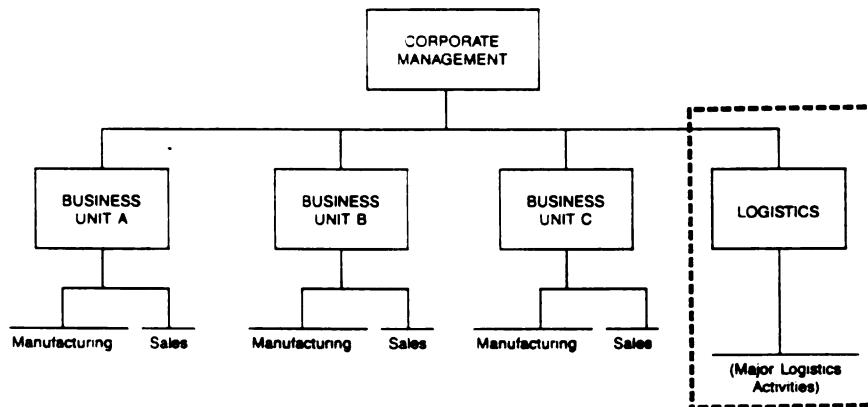 CORPORATE
MANAGEMENT
BUSINESS
UNIT A
BUSINESS
UNIT B
BUSINESS
UNIT C
LOGISTICS
Manufacturing
Sales
Manufacturing
Sales
Manufacturing
Sales
(Major Logistics
Activities)